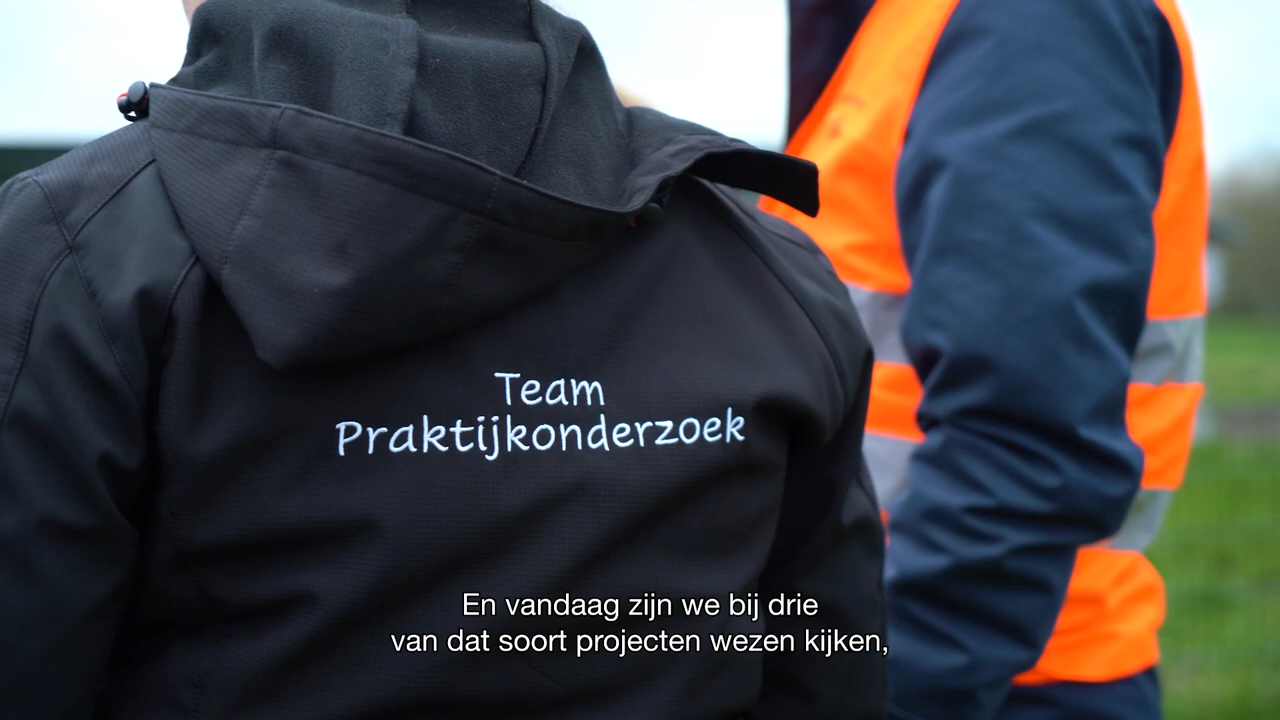 Team
Praktijkonderzoek
En vandaag zijn we bij drie
van dat soort projecten wezen kijken,